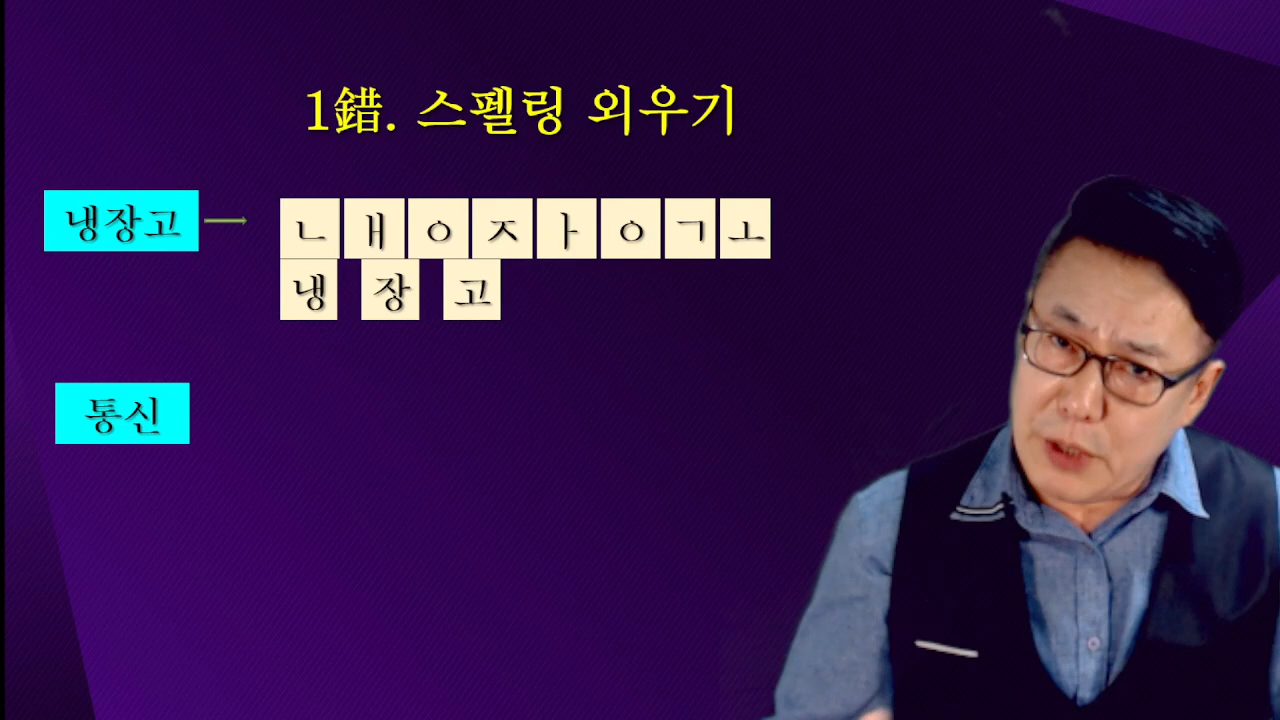 1錯. 스펠링 외우기
냉장고 → ㄴ ㅐ ㅇ ㅈ ㅏ ㅇ ㄱ ㅗ
냉 장 고
통신